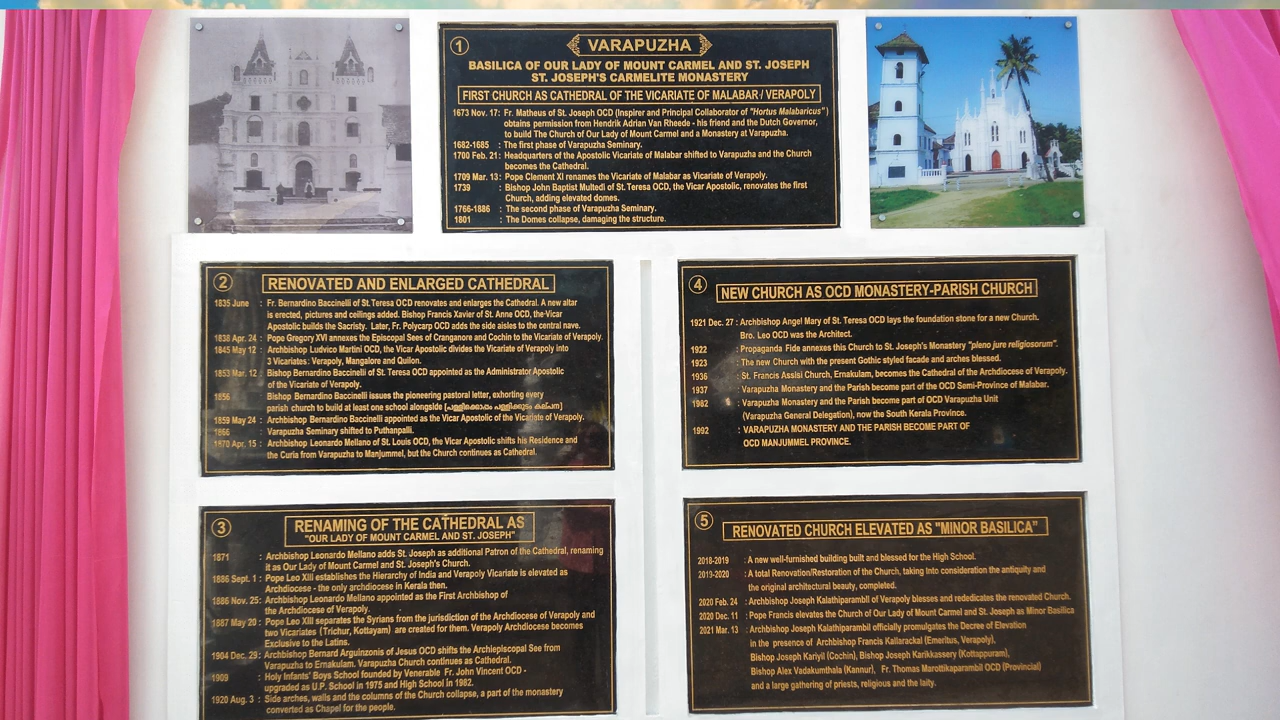 1
VARAPUZHA
BASILICA OF OUR LADY OF MOUNT CARMEL AND ST. JOSEPH
ST. JOSEPH'S CARMELITE MONASTERY
FIRST CHURCH AS CATHEDRAL OF THE VICARIATE OF MALABAR / VERAPOLY
1673 Nov. 17: Fr. Matheus of St. Joseph OCD (Inspirer and Principal Collaborator of "Hortus Malabaricus")
obtains permission from Hendrik Adrian Van Rheede - his friend and the Dutch Governor,
to build The Church of Our Lady of Mount Carmel and a Monastery at Varapuzha.
1682-1685 : The first phase of Varapuzha Seminary.
1700 Feb. 21: Headquarters of the Apostolic Vicariate of Malabar shifted to Varapuzha and the Church
becomes the Cathedral.
1709 Mar. 13: Pope Clement XI renames the Vicariate of Malabar as Vicariate of Verapoly.
1739 : Bishop John Baptist Multedi of St. Teresa OCD, the Vicar Apostolic, renovates the first
Church, adding elevated domes.
1766-1886 : The second phase of Varapuzha Seminary.
1801 : The Domes collapse, damaging the structure.
2
RENOVATED AND ENLARGED CATHEDRAL
1835 June : Fr. Bernardino Baccinelli of St. Teresa OCD renovates and enlarges the Cathedral. A new altar
is erected, pictures and ceilings added. Bishop Francis Xavier of St. Anne OCD, the Vicar
Apostolic builds the Sacristy. Later, Fr. Polycarp OCD adds the side aisles to the central nave.
1838 Apr. 24 : Pope Gregory XVI annexes the Episcopal Sees of Cranganore and Cochin to the Vicariate of Verapoly.
1845 May 12 : Archbishop Ludvico Martini OCD, the Vicar Apostolic divides the Vicariate of Verapoly into
3 Vicariates : Verapoly, Mangalore and Quilon.
1853 Mar. 12 : Bishop Bernardino Baccinelli of St. Teresa OCD appointed as the Administrator Apostolic
of the Vicariate of Verapoly.
1856 Bishop Bernardino Baccinelli issues the pioneering pastoral letter, exhorting every
parish church to build at least one school alongside [പള്ളിക്കൊപ്പം പള്ളിക്കൂടം കല്പന]
1859 May 24 : Archbishop Bernardino Baccinelli appointed as the Vicar Apostolic of the Vicariate of Verapoly.
1866 : Varapuzha Seminary shifted to Puthanpalli.
1870 Apr. 15 : Archbishop Leonardo Mellano of St. Louis OCD, the Vicar Apostolic shifts his Residence and
the Curia from Varapuzha to Manjummel, but the Church continues as Cathedral.
3
RENAMING OF THE CATHEDRAL AS
"OUR LADY OF MOUNT CARMEL AND ST. JOSEPH"
1871 : Archbishop Leonardo Mellano adds St. Joseph as additional Patron of the Cathedral, renaming
it as Our Lady of Mount Carmel and St. Joseph's Church.
1886 Sept. 1 : Pope Leo XIII establishes the Hierarchy of India and Verapoly Vicariate is elevated as
Archdiocese - the only archdiocese in Kerala then.
1886 Nov. 25: Archbishop Leonardo Mellano appointed as the First Archbishop of
the Archdiocese of Verapoly.
1887 May 20 : Pope Leo XIII separates the Syrians from the jurisdiction of the Archdiocese of Verapoly and
two Vicariates (Trichur, Kottayam) are created for them. Verapoly Archdiocese becomes
Exclusive to the Latins.
1904 Dec. 29: Archbishop Bernard Arguinzonis of Jesus OCD shifts the Archiepiscopal See from
Varapuzha to Ernakulam. Varapuzha Church continues as Cathedral.
1909 : Holy Infants' Boys School founded by Venerable Fr. John Vincent OCD -
upgraded as U.P. School in 1975 and High School in 1982.
1920 Aug. 3 : Side arches, walls and the columns of the Church collapse, a part of the monastery
converted as Chapel for the people.
4
NEW CHURCH AS OCD MONASTERY-PARISH CHURCH
1921 Dec. 27 : Archbishop Angel Mary of St. Teresa OCD lays the foundation stone for a new Church.
Bro. Leo OCD was the Architect.
1922 : Propaganda Fide annexes this Church to St. Joseph's Monastery "pleno jure religiosorum".
1923 : The new Church with the present Gothic styled facade and arches blessed.
1936 : St. Francis Assisi Church, Ernakulam, becomes the Cathedral of the Archdiocese of Verapoly.
1937 : Varapuzha Monastery and the Parish become part of the OCD Semi-Province of Malabar.
1982 : Varapuzha Monastery and the Parish become part of OCD Varapuzha Unit
(Varapuzha General Delegation), now the South Kerala Province.
1992 : VARAPUZHA MONASTERY AND THE PARISH BECOME PART OF
OCD MANJUMMEL PROVINCE.
5
RENOVATED CHURCH ELEVATED AS "MINOR BASILICA"
2018-2019 : A new well-furnished building built and blessed for the High School.
2019-2020 : A total Renovation/Restoration of the Church, taking into consideration the antiquity and
the original architectural beauty, completed.
2020 Feb. 24 : Archbishop Joseph Kalathiparambil of Verapoly blesses and rededicates the renovated Church.
2020 Dec. 11 : Pope Francis elevates the Church of Our Lady of Mount Carmel and St. Joseph as Minor Basilica
2021 Mar. 13 : Archbishop Joseph Kalathiparambil officially promulgates the Decree of Elevation
in the presence of Archbishop Francis Kallarackal (Emeritus, Verapoly),
Bishop Joseph Kariyil (Cochin), Bishop Joseph Karikkassery (Kottappuram),
Bishop Alex Vadakumthala (Kannur), Fr. Thomas Marottikaparambil OCD (Provincial)
and a large gathering of priests, religious and the laity.